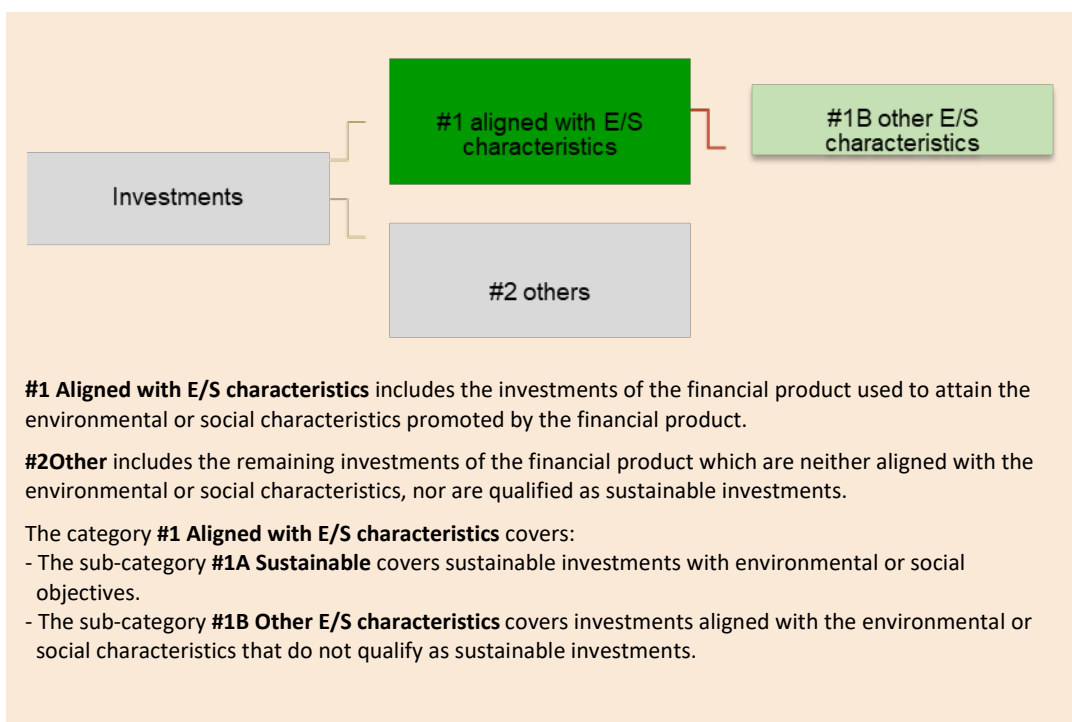 #1 aligned with E/S
characteristics
#1B other E/S
characteristics
Investments
#2 others
#1 Aligned with E/S characteristics includes the investments of the financial product used to attain the
environmental or social characteristics promoted by the financial product.
#2Other includes the remaining investments of the financial product which are neither aligned with the
environmental or social characteristics, nor are qualified as sustainable investments.
The category #1 Aligned with E/S characteristics covers:
- The sub-category #1A Sustainable covers sustainable investments with environmental or social
objectives.
- The sub-category #1B Other E/S characteristics covers investments aligned with the environmental or
social characteristics that do not qualify as sustainable investments.